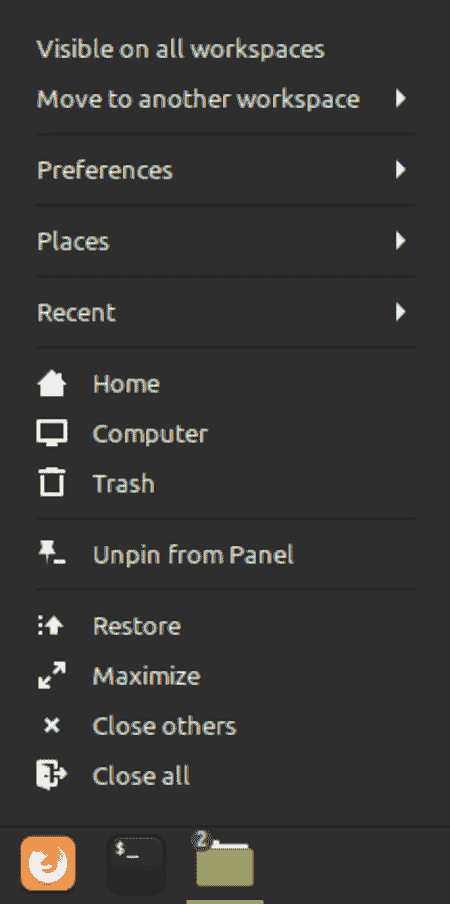 Visible on all workspaces
Move to another workspace
Preferences
Places
Recent
Home
Computer
Trash
Unpin from Panel
Restore
Maximize
Close others
Close all
$_
2